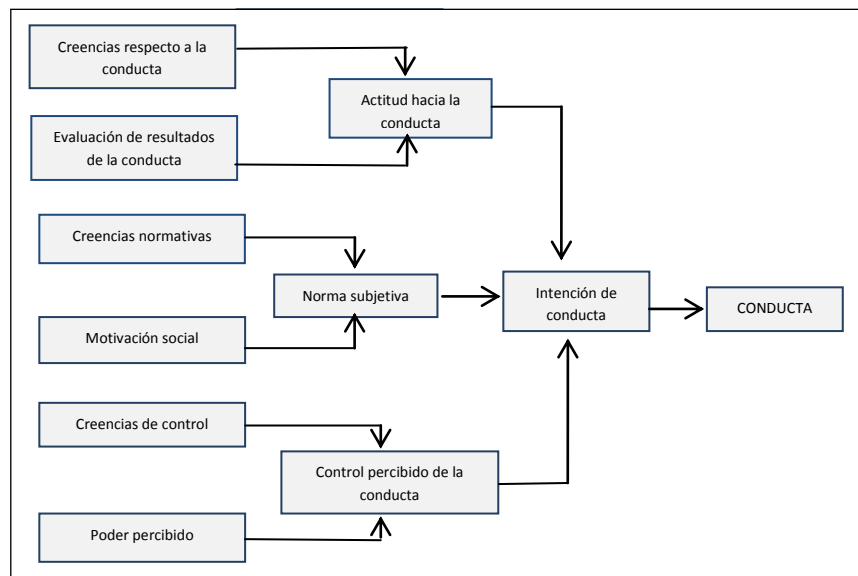 Creencias respecto a la
conducta
Actitud hacia la
conducta
Evaluación de resultados
de la conducta
Creencias normativas
Norma subjetiva
Motivación social
Intención de
conducta
CONDUCTA
Creencias de control
Control percibido de la
conducta
Poder percibido